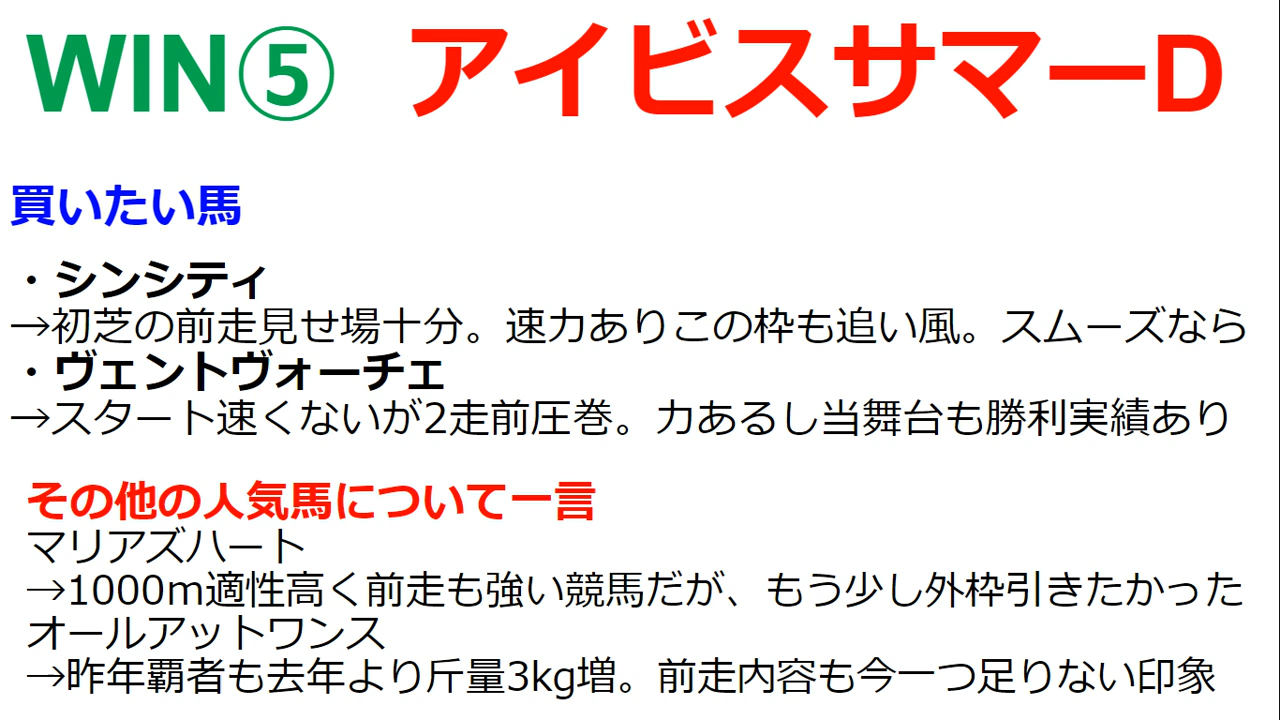 WIN⑤ アイビスサマーD
買いたい馬
・シンシティ
→初芝の前走見せ場十分。速力ありこの枠も追い風。スムーズなら
・ヴェントヴォーチェ
→スタート速くないが2走前圧巻。力あるし当舞台も勝利実績あり
その他の人気馬について一言
マリアズハート
→1000m適性高く前走も強い競馬だが、もう少し外枠引きたかった
オールアットワンス
→昨年覇者も去年より斤量3kg増。前走内容も今一つ足りない印象